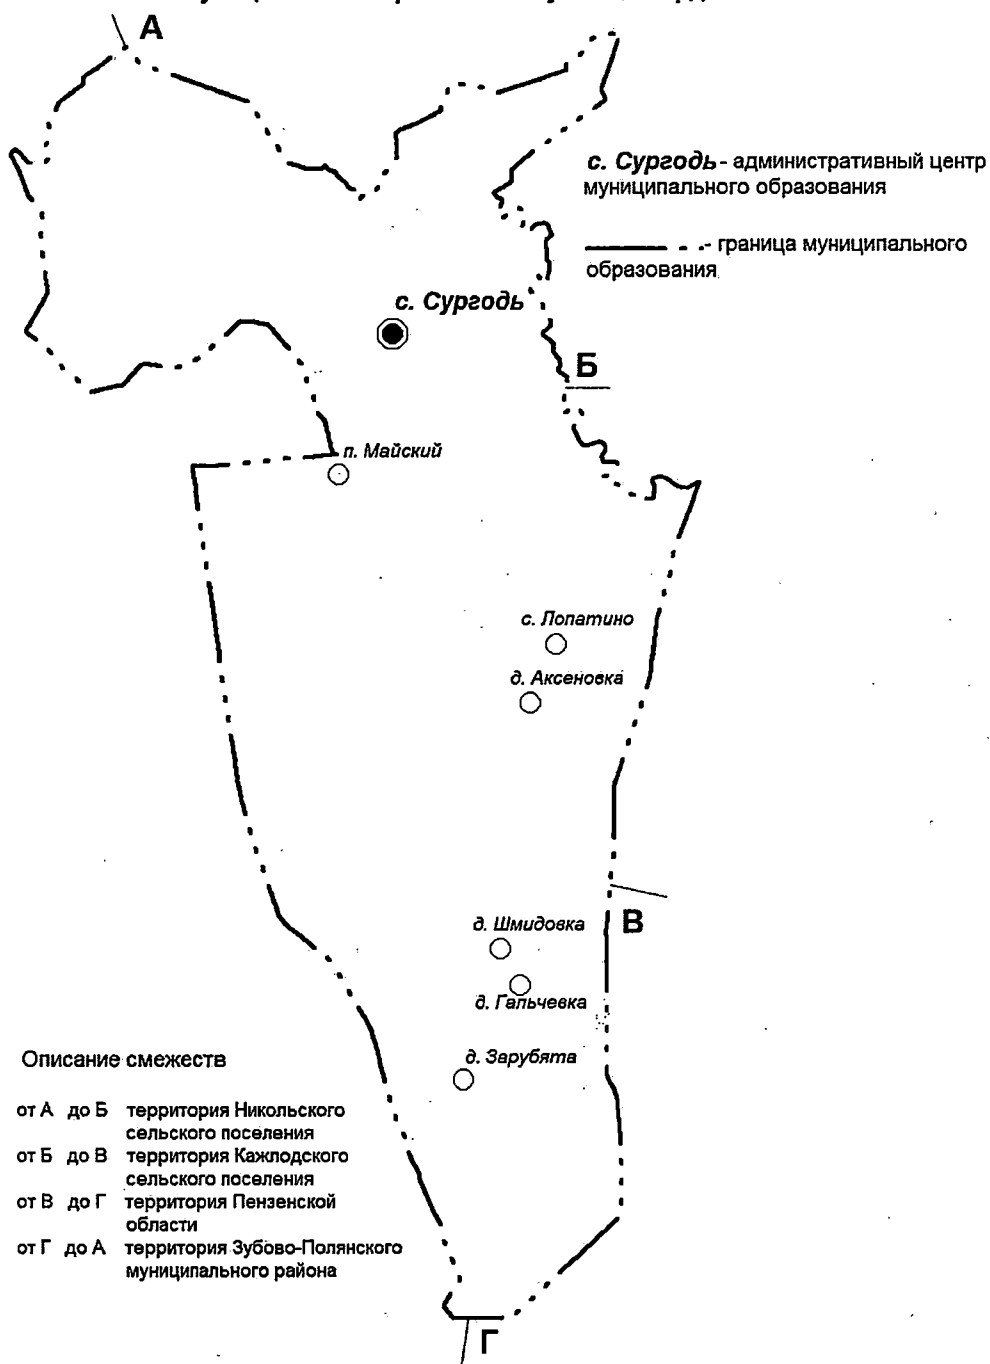 А
с. Сургодь - административный центр
муниципального образования
- граница муниципального
образования
с. Сургодь
Б
п. Майский
с. Лопатино
д. Аксеновка
д. Шмидовка
В
д. Гальчевка
д. Зарубята
Описание смежеств
от А до Б территория Никольского
сельского поселения
от Б до В территория Кажлодского
сельского поселения
от В до Г территория Пензенской
области
от Г до А территория Зубово-Полянского
муниципального района
Г